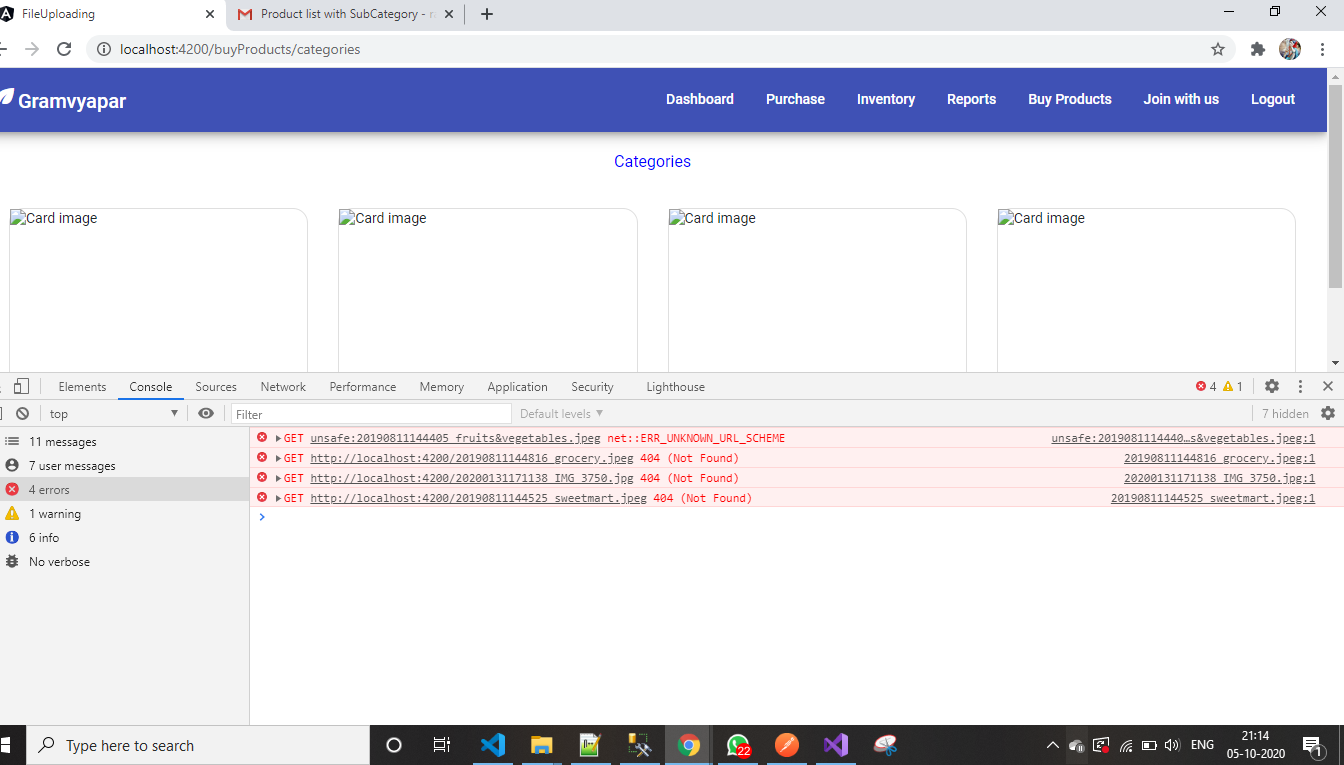 FileUploading
Product list with SubCategory -
localhost:4200/buyProducts/categories
Gramvyapar
Dashboard Purchase Inventory Reports Buy Products Join with us Logout
Categories
Card image Card image Card image Card image
Elements Console Sources Network Performance Memory Application Security Lighthouse 4 1
top Filter Default levels 7 hidden
11 messages
7 user messages
4 errors
1 warning
6 info
No verbose
GET unsafe:20190811144405_fruits&vegetables.jpeg net::ERR_UNKNOWN_URL_SCHEME unsafe:2019081114440…s&vegetables.jpeg:1
GET http://localhost:4200/20190811144816_grocery.jpeg 404 (Not Found) 20190811144816_grocery.jpeg:1
GET http://localhost:4200/20200131171138_IMG_3750.jpg 404 (Not Found) 20200131171138_IMG_3750.jpg:1
GET http://localhost:4200/20190811144525_sweetmart.jpeg 404 (Not Found) 20190811144525_sweetmart.jpeg:1
Type here to search
22
ENG
21:14
05-10-2020
1